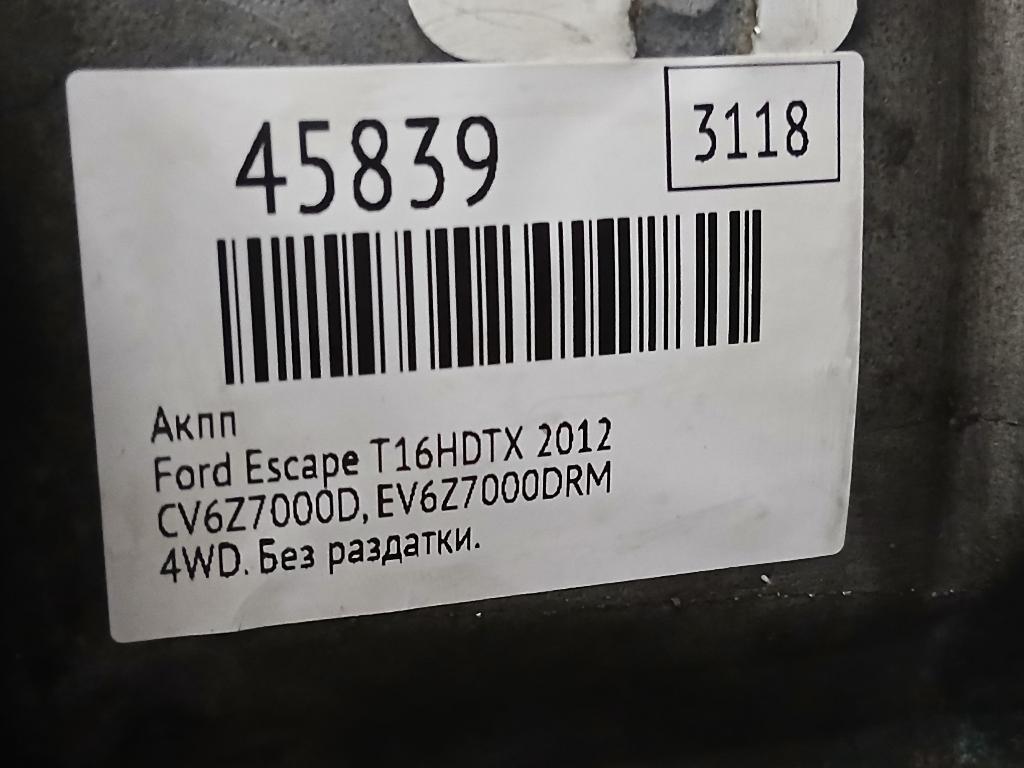 45839
3118
Акпп
Ford Escape T16HDTX 2012
CV6Z7000D, EV6Z7000DRM
4WD. Без раздатки.